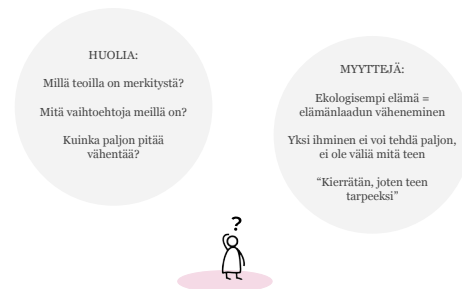 HUOLIA:
Millä teoilla on merkitystä?
Mitä vaihtoehtoja meillä on?
Kuinka paljon pitää
vähentää?
MYYTTEJÄ:
Ekologisempi elämä =
elämänlaadun väheneminen
Yksi ihminen ei voi tehdä paljon,
ei ole väliä mitä teen
“Kierrätän, joten teen
tarpeeksi”
?